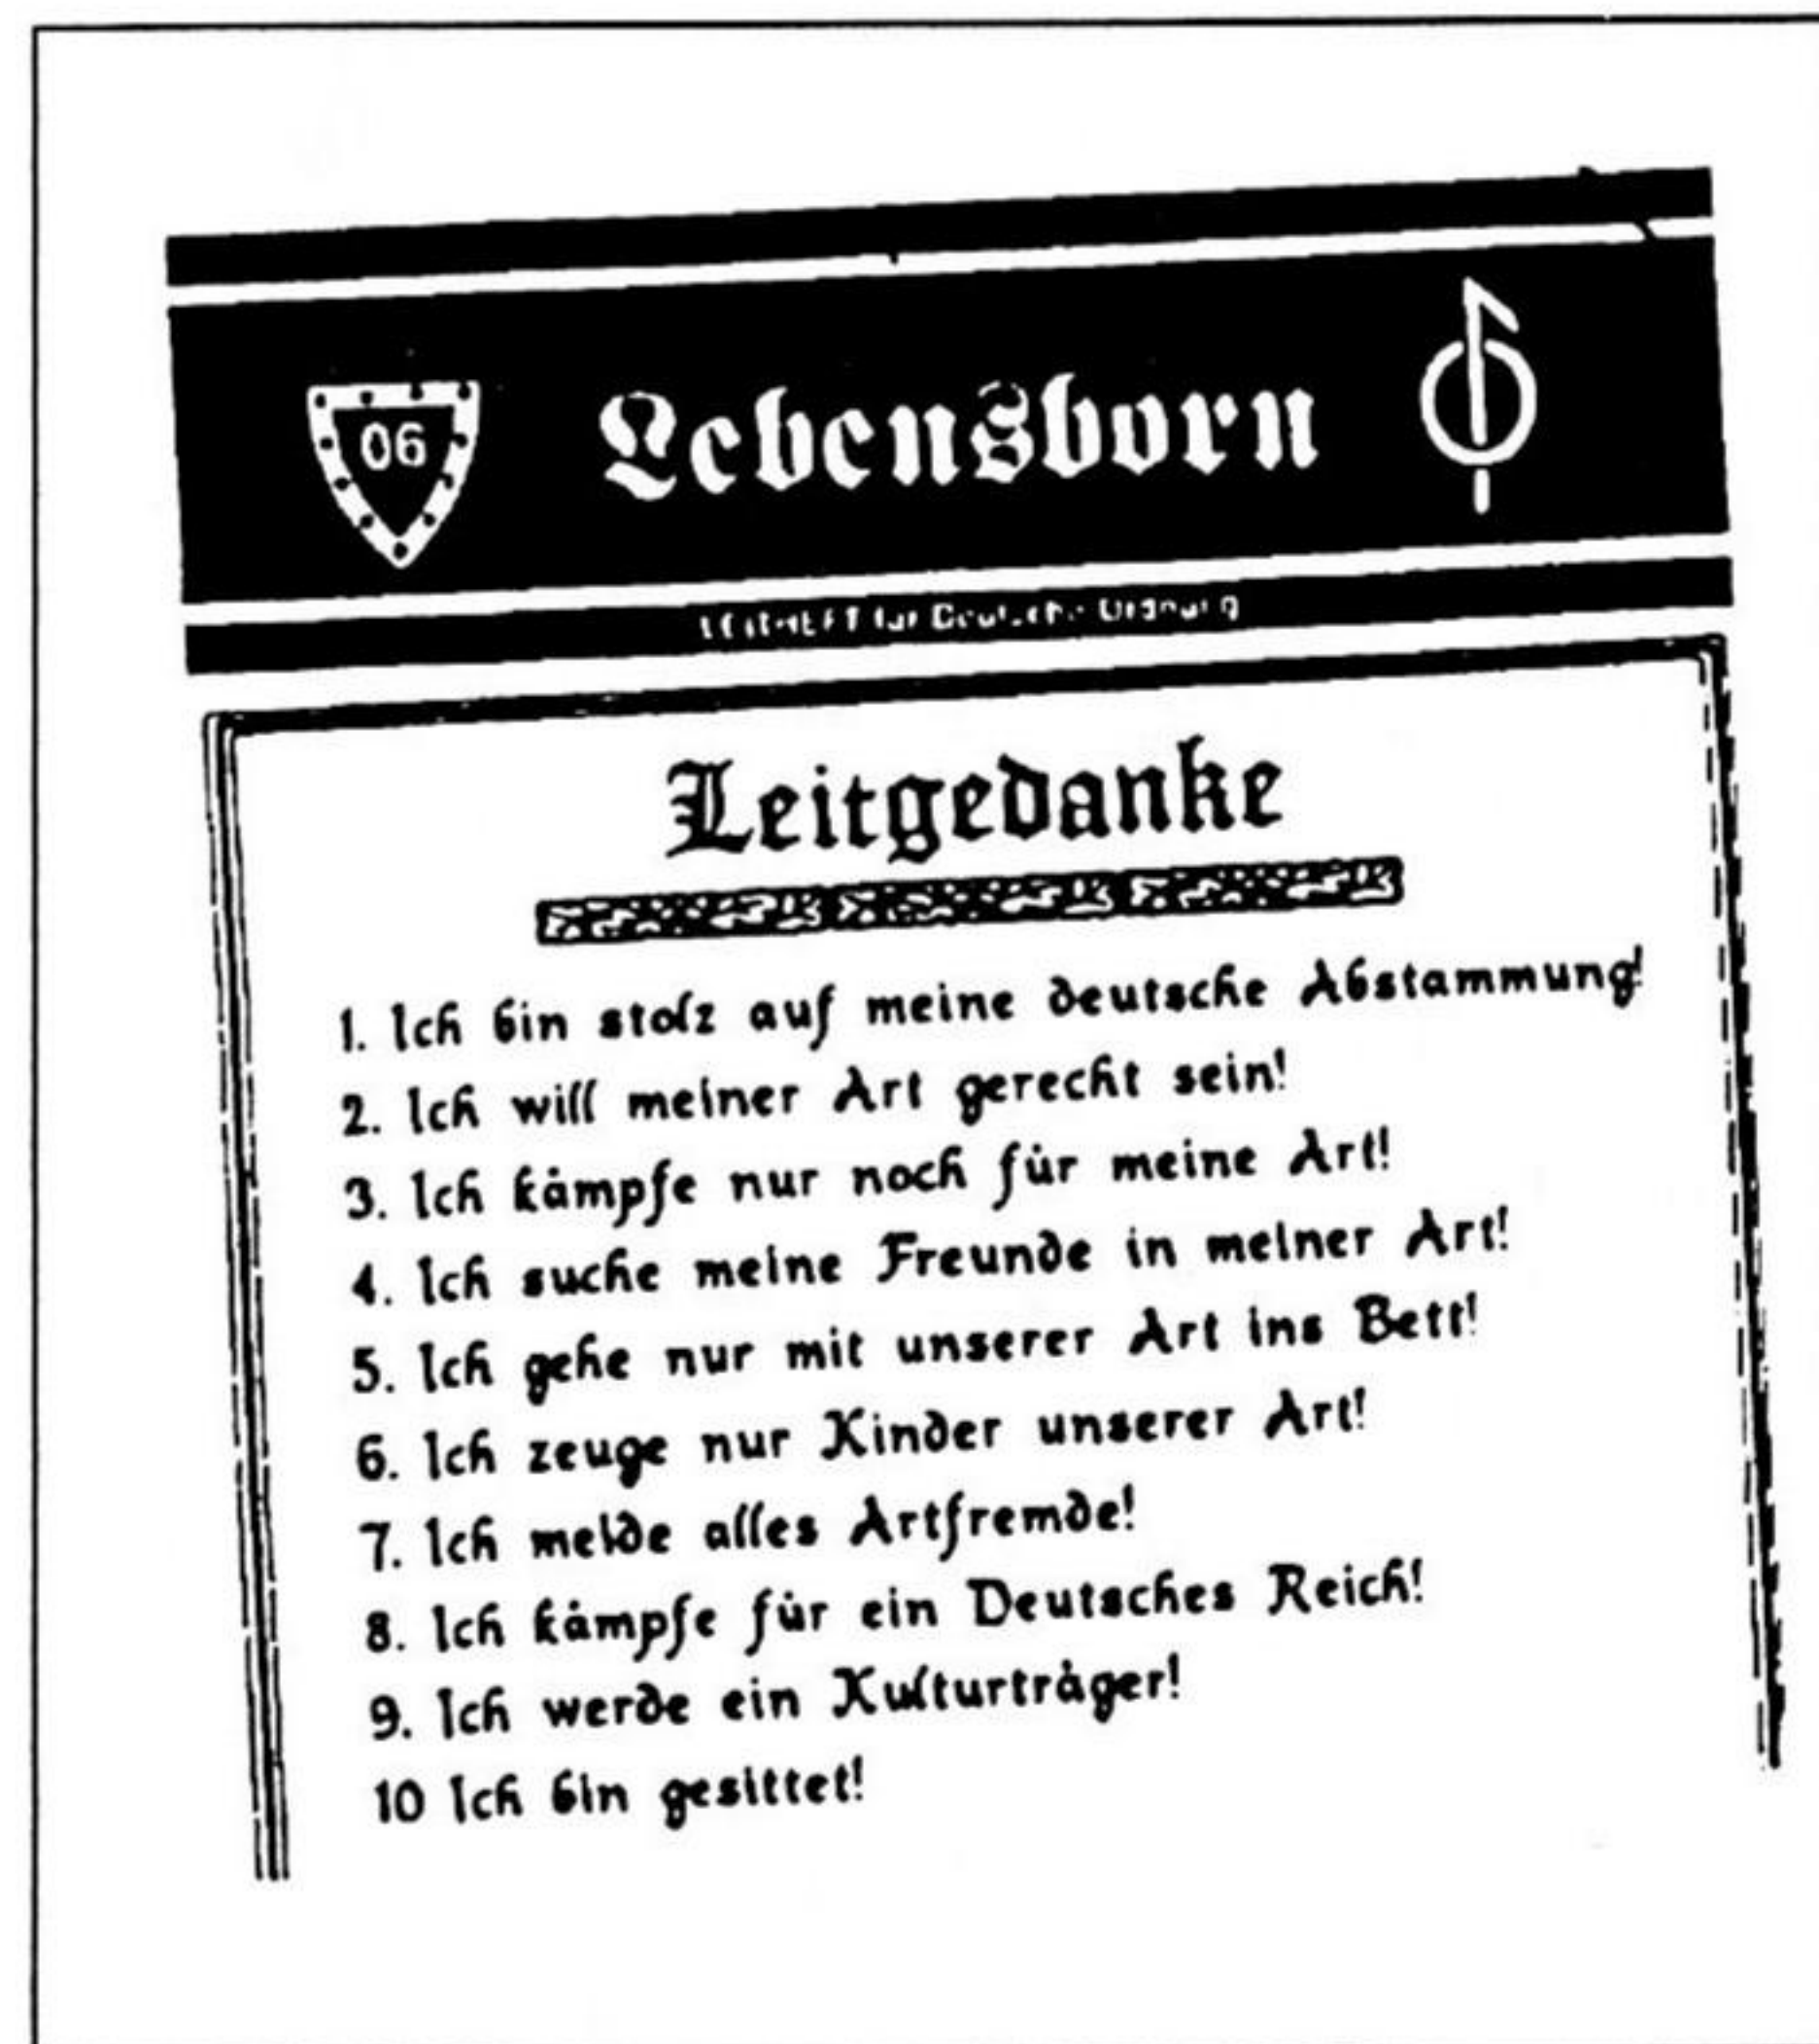 06
Lebensborn
für Deutsche Ordnung
Leitgedanke
1. Ich bin stolz auf meine deutsche Abstammung!
2. Ich will meiner Art gerecht sein!
3. Ich kämpfe nur noch für meine Art!
4. Ich suche meine Freunde in meiner Art!
5. Ich gehe nur mit unserer Art ins Bett!
6. Ich zeuge nur Kinder unserer Art!
7. Ich melde alles Artfremde!
8. Ich kämpfe für ein Deutsches Reich!
9. Ich werde ein Kulturträger!
10 Ich bin gesittet!